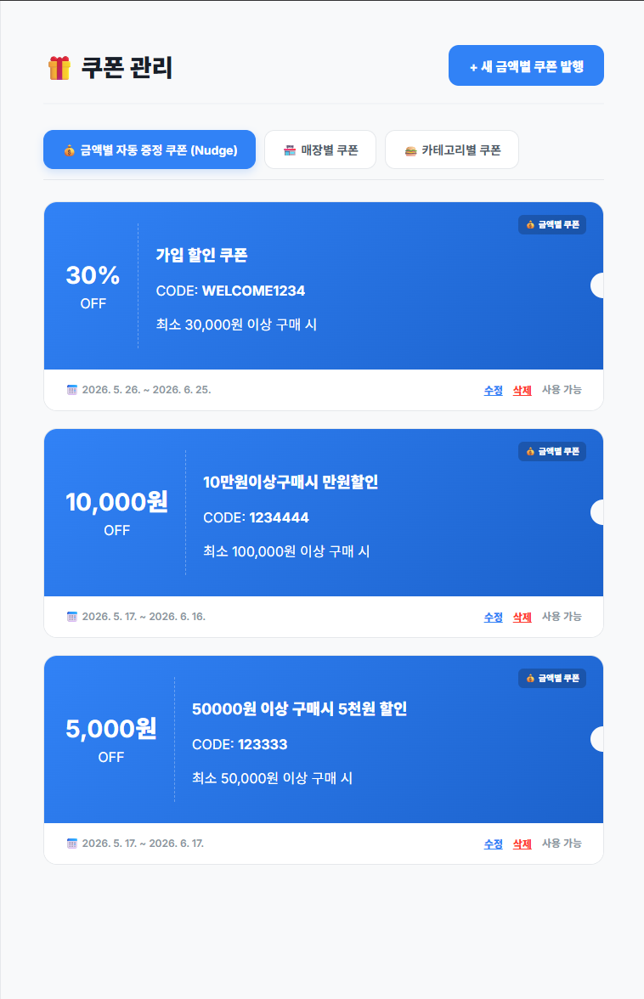 쿠폰 관리
+ 새 금액별 쿠폰 발행
금액별 자동 증정 쿠폰 (Nudge)
매장별 쿠폰
카테고리별 쿠폰
금액별 쿠폰
30%
OFF
가입 할인 쿠폰
CODE: WELCOME1234
최소 30,000원 이상 구매 시
2026. 5. 26. ~ 2026. 6. 25.
수정 삭제 사용 가능
금액별 쿠폰
10,000원
OFF
10만원이상구매시 만원할인
CODE: 1234444
최소 100,000원 이상 구매 시
2026. 5. 17. ~ 2026. 6. 16.
수정 삭제 사용 가능
금액별 쿠폰
5,000원
OFF
50000원 이상 구매시 5천원 할인
CODE: 123333
최소 50,000원 이상 구매 시
2026. 5. 17. ~ 2026. 6. 17.
수정 삭제 사용 가능